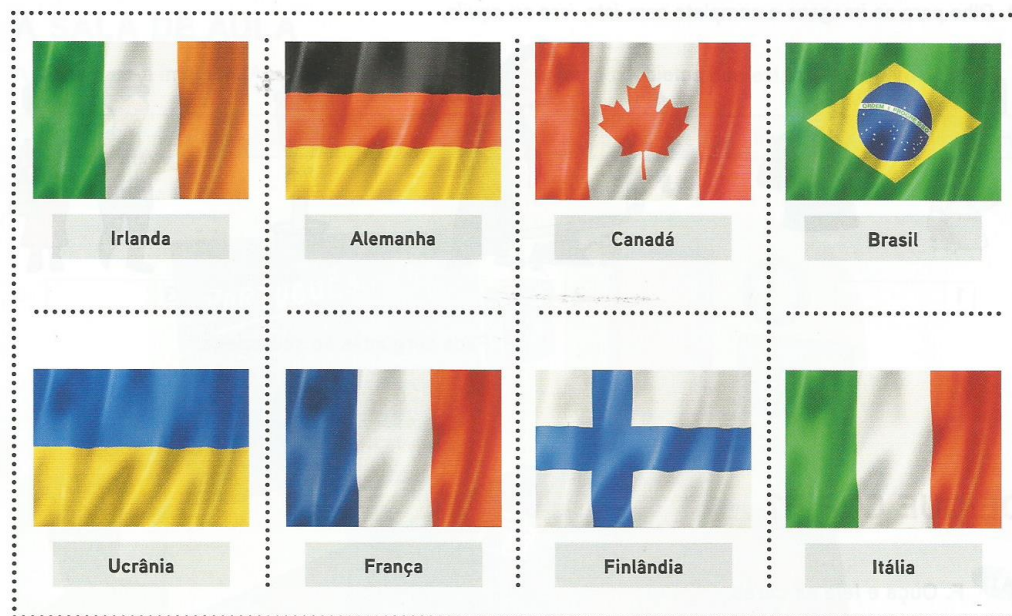 Irlanda
Alemanha
Canadá
Brasil
Ucrânia
França
Finlândia
Itália